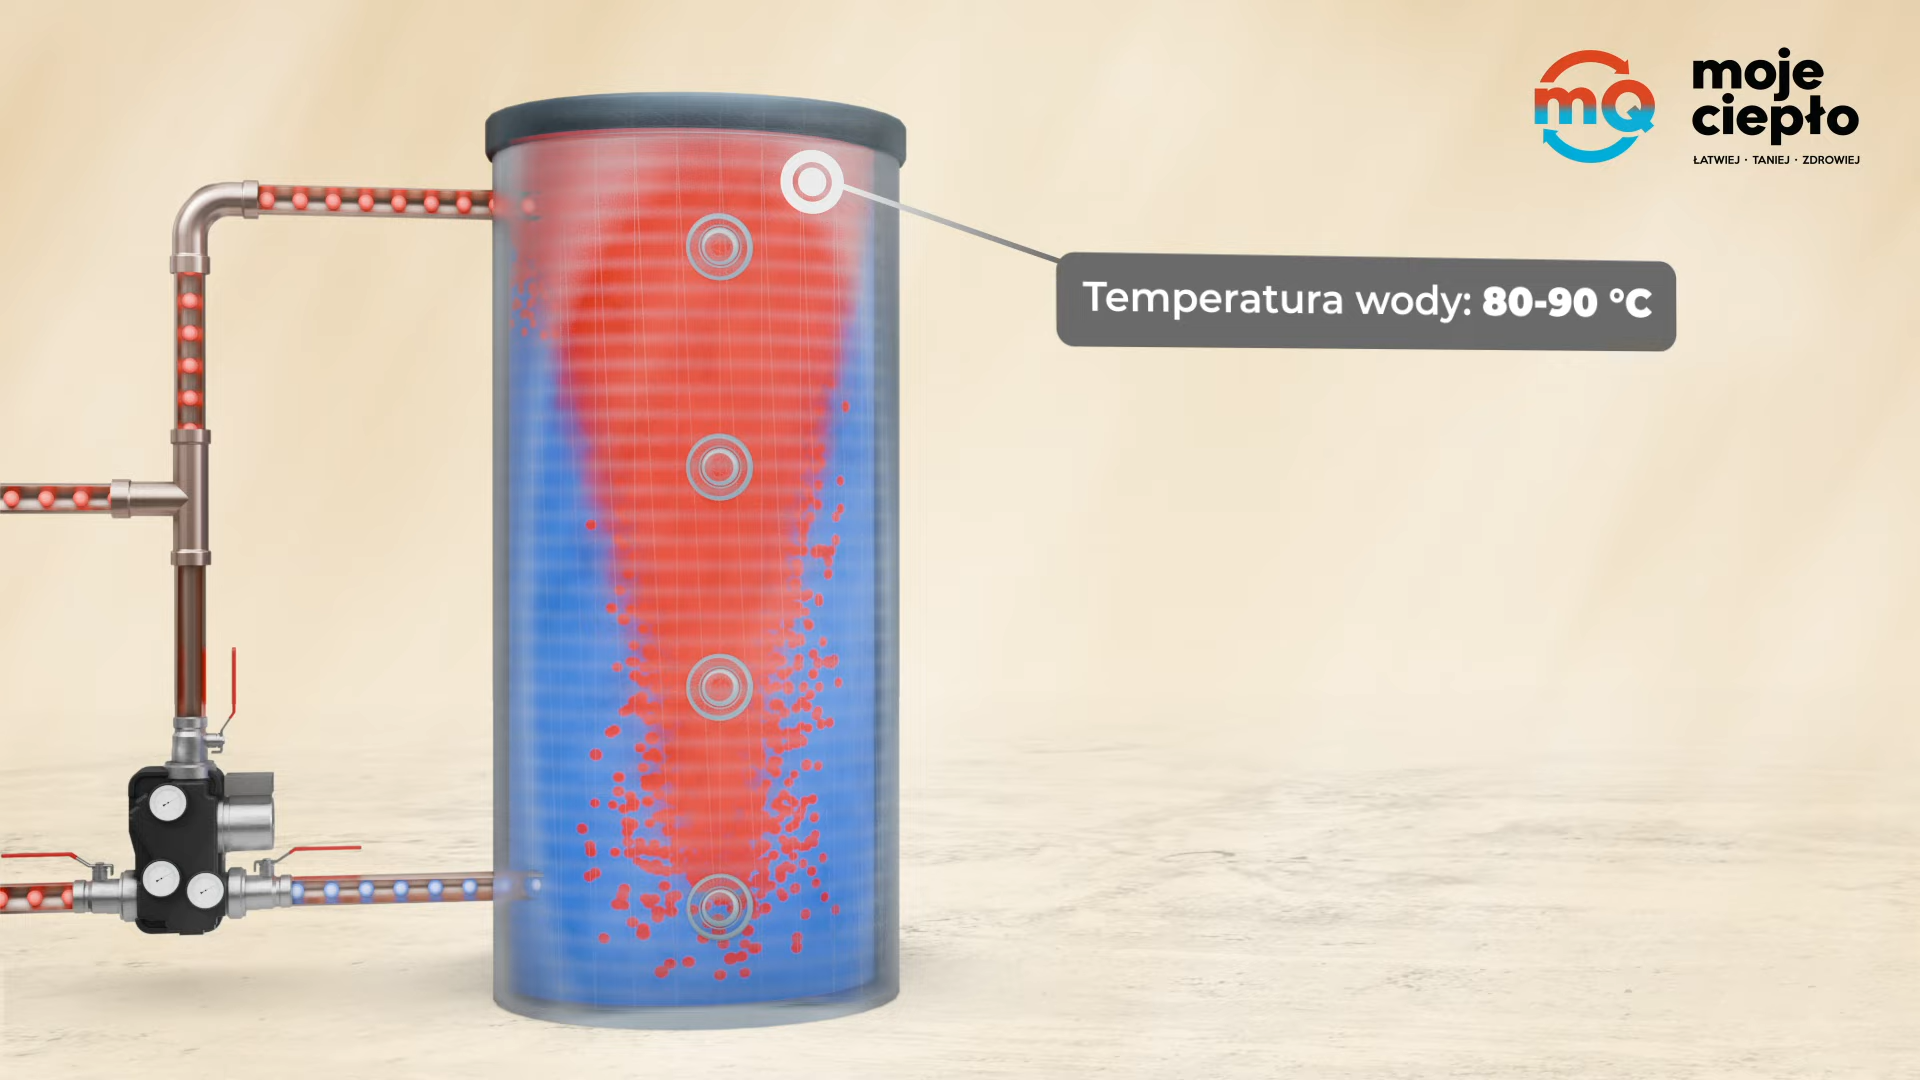 mQ
moje
ciepło
ŁATWIEJ · TANIEJ · ZDROWIEJ
Temperatura wody: 80-90 °C